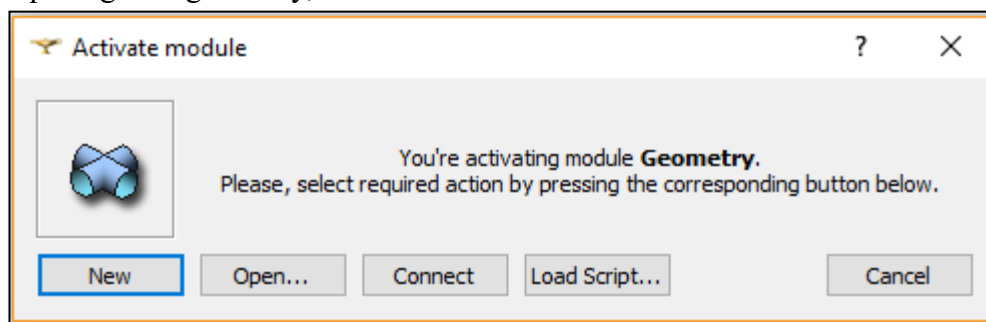 Activate module
?
You're activating module Geometry.
Please, select required action by pressing the corresponding button below.
New
Open...
Connect
Load Script...
Cancel